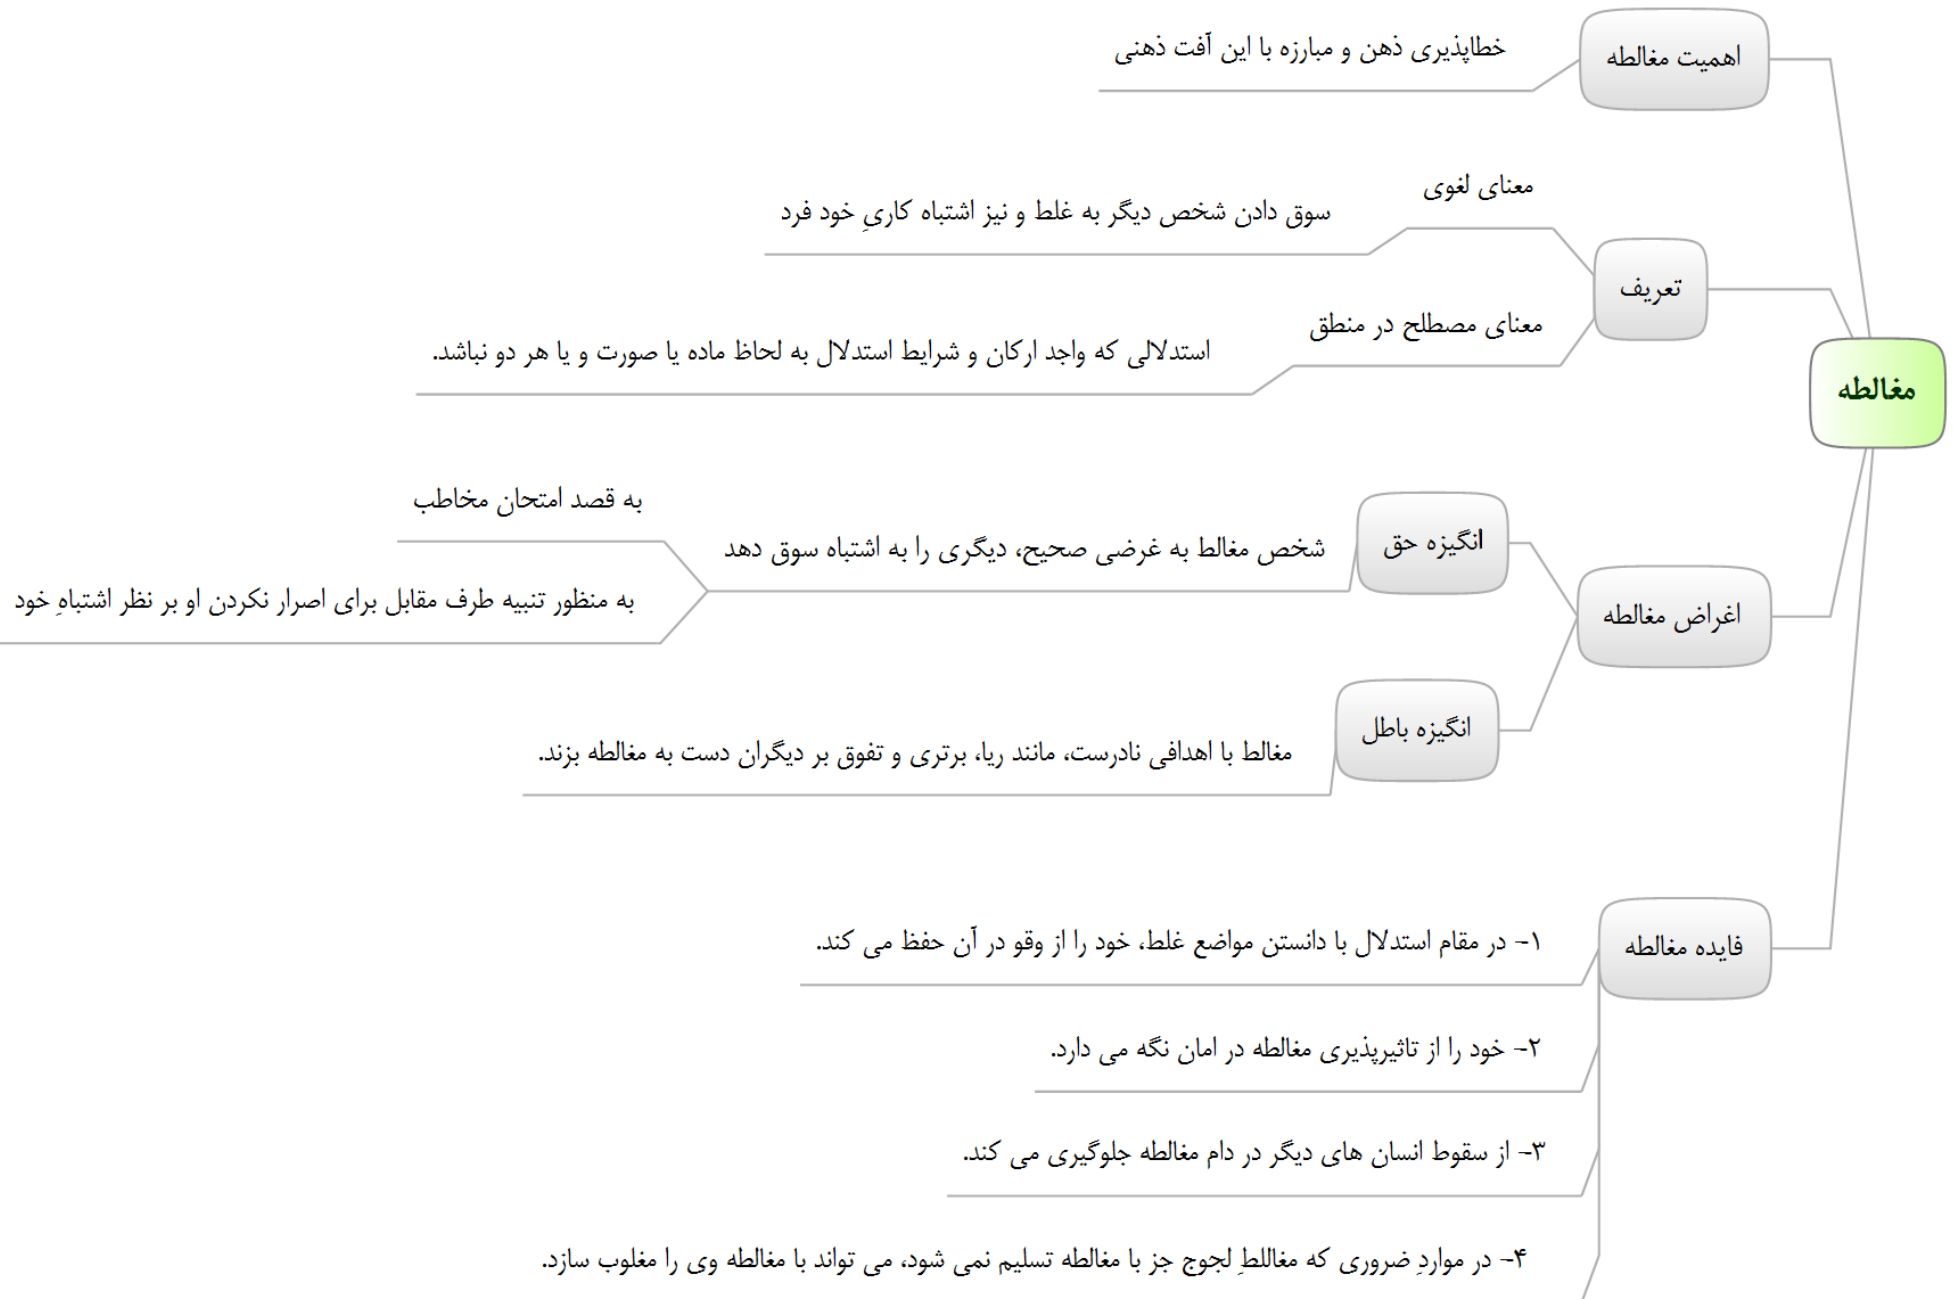 مغالطه
اهمیت مغالطه
خطاپذیری ذهن و مبارزه با این آفت ذهنی
تعریف
معنای لغوی
سوق دادن شخص دیگر به غلط و نیز اشتباه کاریِ خود فرد
معنای مصطلح در منطق
استدلالی که واجد ارکان و شرایط استدلال به لحاظ ماده یا صورت و یا هر دو نباشد.
اغراض مغالطه
انگیزه حق
شخص مغالط به غرضی صحیح، دیگری را به اشتباه سوق دهد
به قصد امتحان مخاطب
به منظور تنبیه طرف مقابل برای اصرار نکردن او بر نظر اشتباهِ خود
انگیزه باطل
مغالط با اهدافی نادرست، مانند ریا، برتری و تفوق بر دیگران دست به مغالطه بزند.
فایده مغالطه
۱- در مقام استدلال با دانستن مواضع غلط، خود را از وقو در آن حفظ می کند.
۲- خود را از تاثیرپذیری مغالطه در امان نگه می دارد.
۳- از سقوط انسان های دیگر در دام مغالطه جلوگیری می کند.
۴- در مواردِ ضروری که مغاللطِ لجوج جز با مغالطه تسلیم نمی شود، می تواند با مغالطه وی را مغلوب سازد.